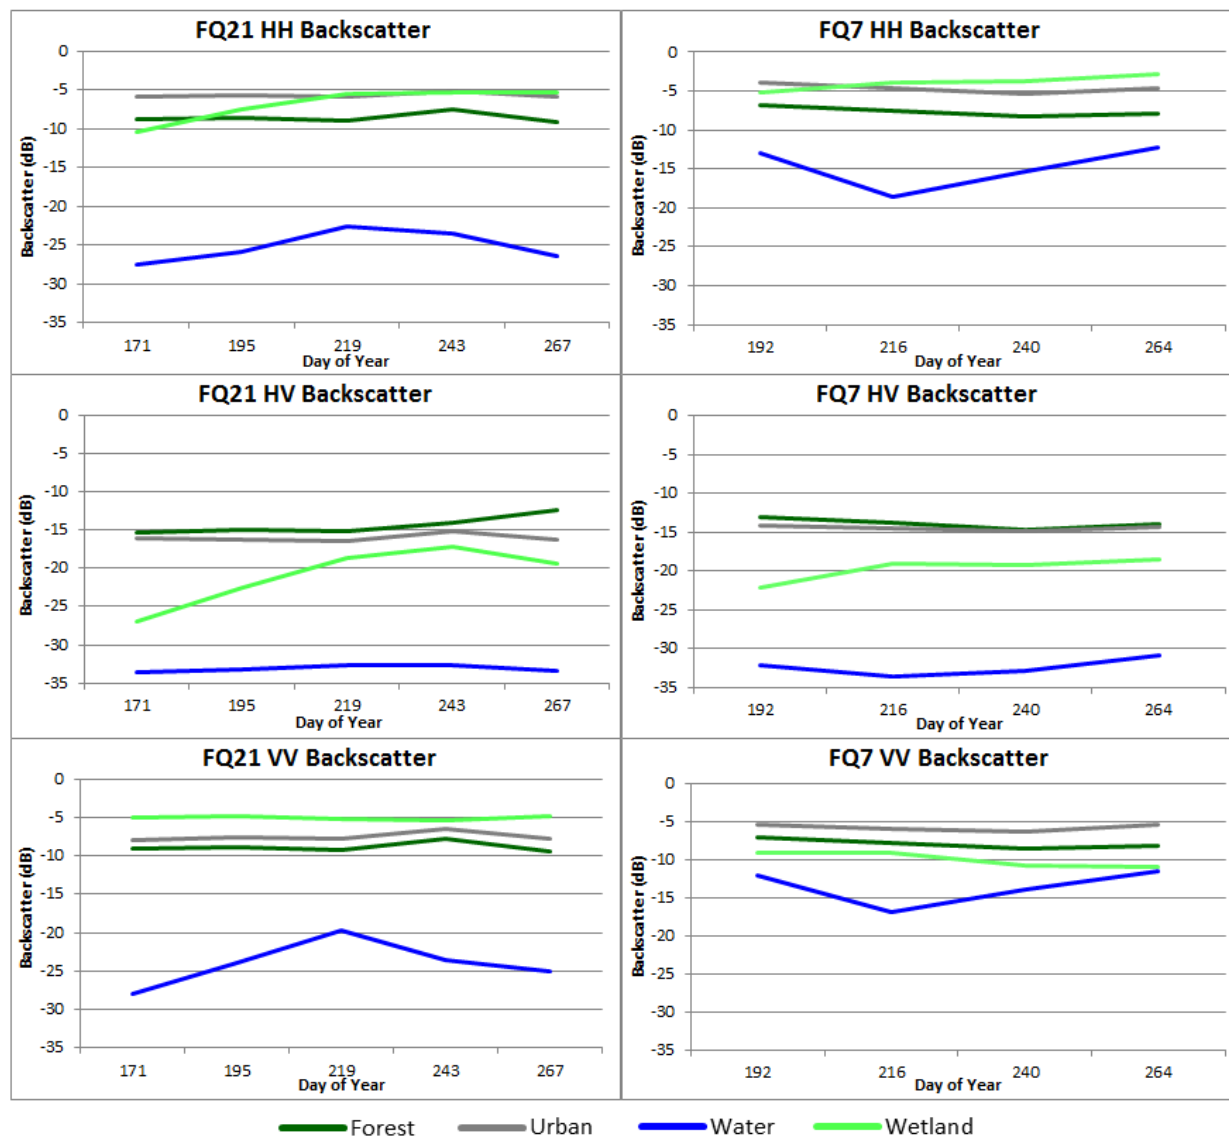 FQ21 HH Backscatter
Backscatter (dB)
0
-5
-10
-15
-20
-25
-30
-35
171 195 219 243 267
Day of Year
FQ7 HH Backscatter
Backscatter (dB)
0
-5
-10
-15
-20
-25
-30
-35
192 216 240 264
Day of Year
FQ21 HV Backscatter
Backscatter (dB)
0
-5
-10
-15
-20
-25
-30
-35
171 195 219 243 267
Day of Year
FQ7 HV Backscatter
Backscatter (dB)
0
-5
-10
-15
-20
-25
-30
-35
192 216 240 264
Day of Year
FQ21 VV Backscatter
Backscatter (dB)
0
-5
-10
-15
-20
-25
-30
-35
171 195 219 243 267
Day of Year
FQ7 VV Backscatter
Backscatter (dB)
0
-5
-10
-15
-20
-25
-30
-35
192 216 240 264
Day of Year
Forest Urban Water Wetland